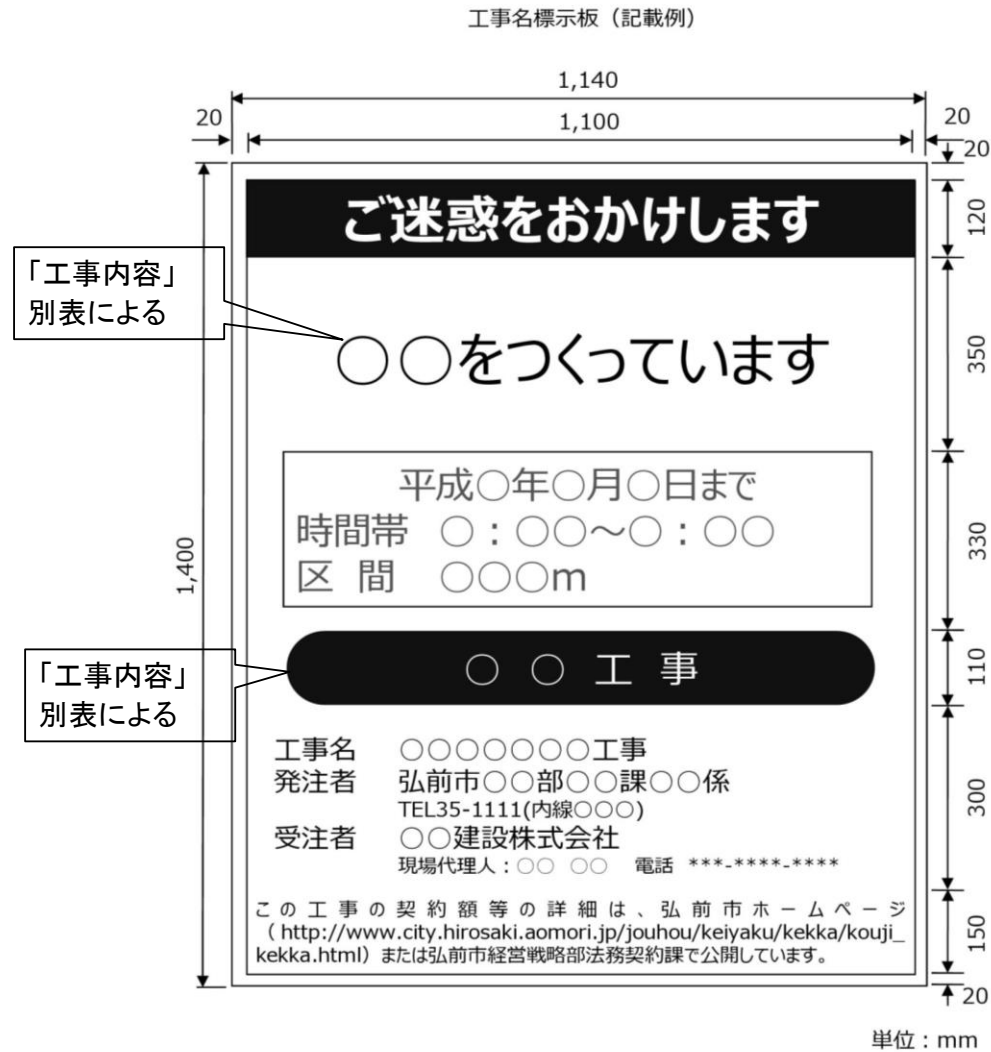 工事名標示板（記載例）
1,140
20
1,100
20
20
ご迷惑をおかけします
120
「工事内容」
別表による
○○をつくっています
350
平成○年○月○日まで
時間帯 ○：○○～○：○○
区 間 ○○○m
330
1,400
○ ○ 工 事
110
「工事内容」
別表による
工事名 ○○○○○○○工事
発注者 弘前市○○部○○課○○係
TEL35-1111(内線○○○)
受注者 ○○建設株式会社
現場代理人：○○ ○○ 電話 ***-****-****
300
この工事の契約額等の詳細は、弘前市ホームページ
（http://www.city.hirosaki.aomori.jp/jouhou/keiyaku/kekka/kouji_
kekka.html）または弘前市経営戦略部法務契約課で公開しています。
150
20
単位：mm